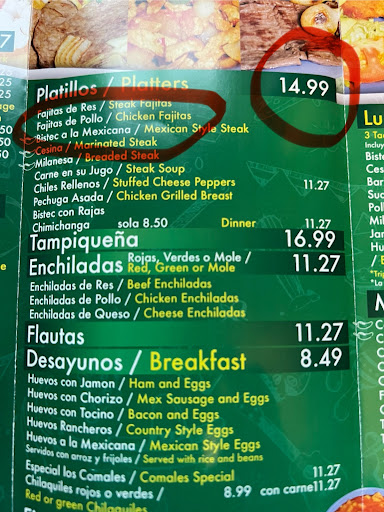 7
11.27
.25
Platillos / Platters 14.99
Fajitas de Res / Steak Fajitas
Fajitas de Pollo / Chicken Fajitas
Bistec a la Mexicana / Mexican Style Steak
Cesina / Marinated Steak
Milanesa / Breaded Steak
Carne en su Jugo / Steak Soup
Chiles Rellenos / Stuffed Cheese Peppers 11.27
Pechuga Asada / Chicken Grilled Breast
Bistec con Rajas
Chimichanga sola 8.50 Dinner 11.27
Tampiqueña 16.99
Enchiladas Rojas, Verdes o Mole / Red, Green or Mole 11.27
Enchiladas de Res / Beef Enchiladas
Enchiladas de Pollo / Chicken Enchiladas
Enchiladas de Queso / Cheese Enchiladas
Flautas 11.27
Desayunos / Breakfast 8.49
Huevos con Jamon / Ham and Eggs
Huevos con Chorizo / Mex Sausage and Eggs
Huevos con Tocino / Bacon and Eggs
Huevos Rancheros / Country Style Eggs
Huevos a la Mexicana / Mexican Style Eggs
Servidos con arroz y frijoles / Served with rice and beans
Especial los Comales / Comales Special 11.27
Chilaquiles rojos o verdes / 8.99 con carne 11.27
Red or green Chilaquiles
Lu
3 Ta